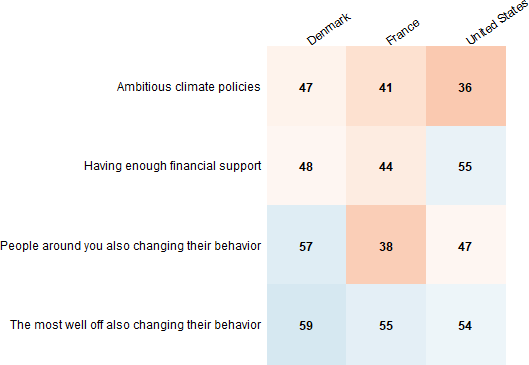 Denmark France United States
Ambitious climate policies 47 41 36
Having enough financial support 48 44 55
People around you also changing their behavior 57 38 47
The most well off also changing their behavior 59 55 54